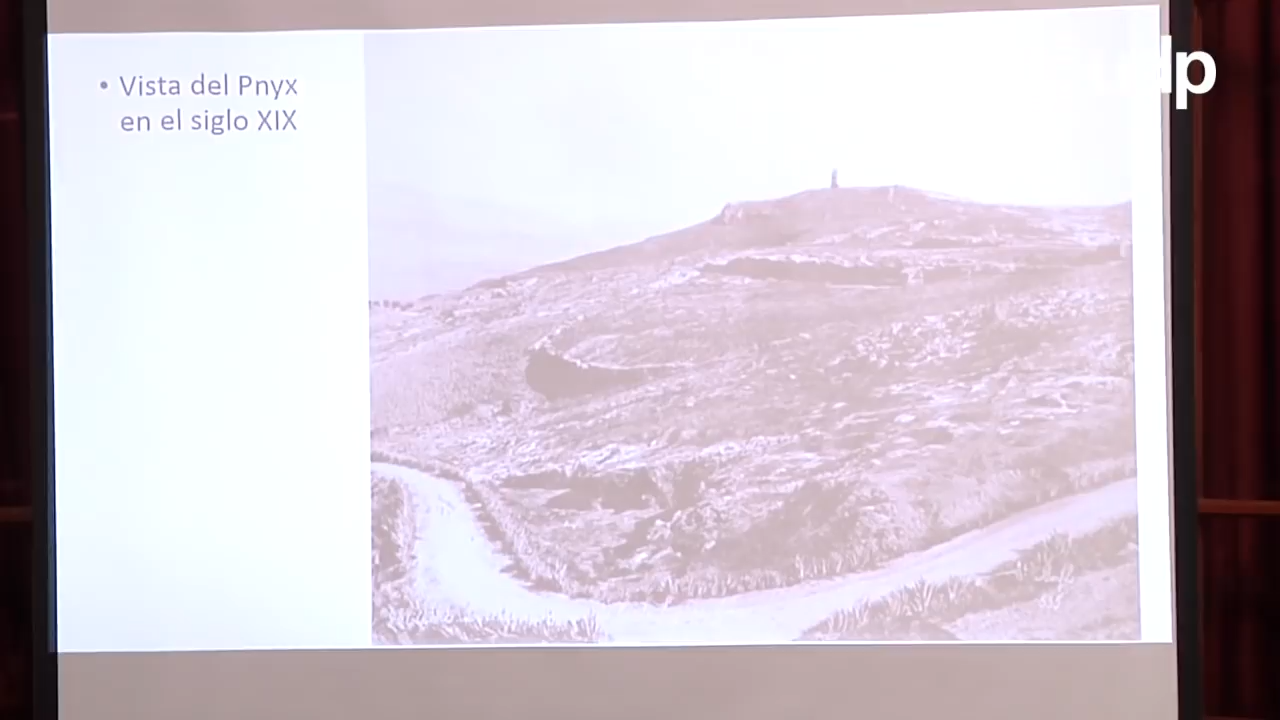 • Vista del Pnyx
en el siglo XIX